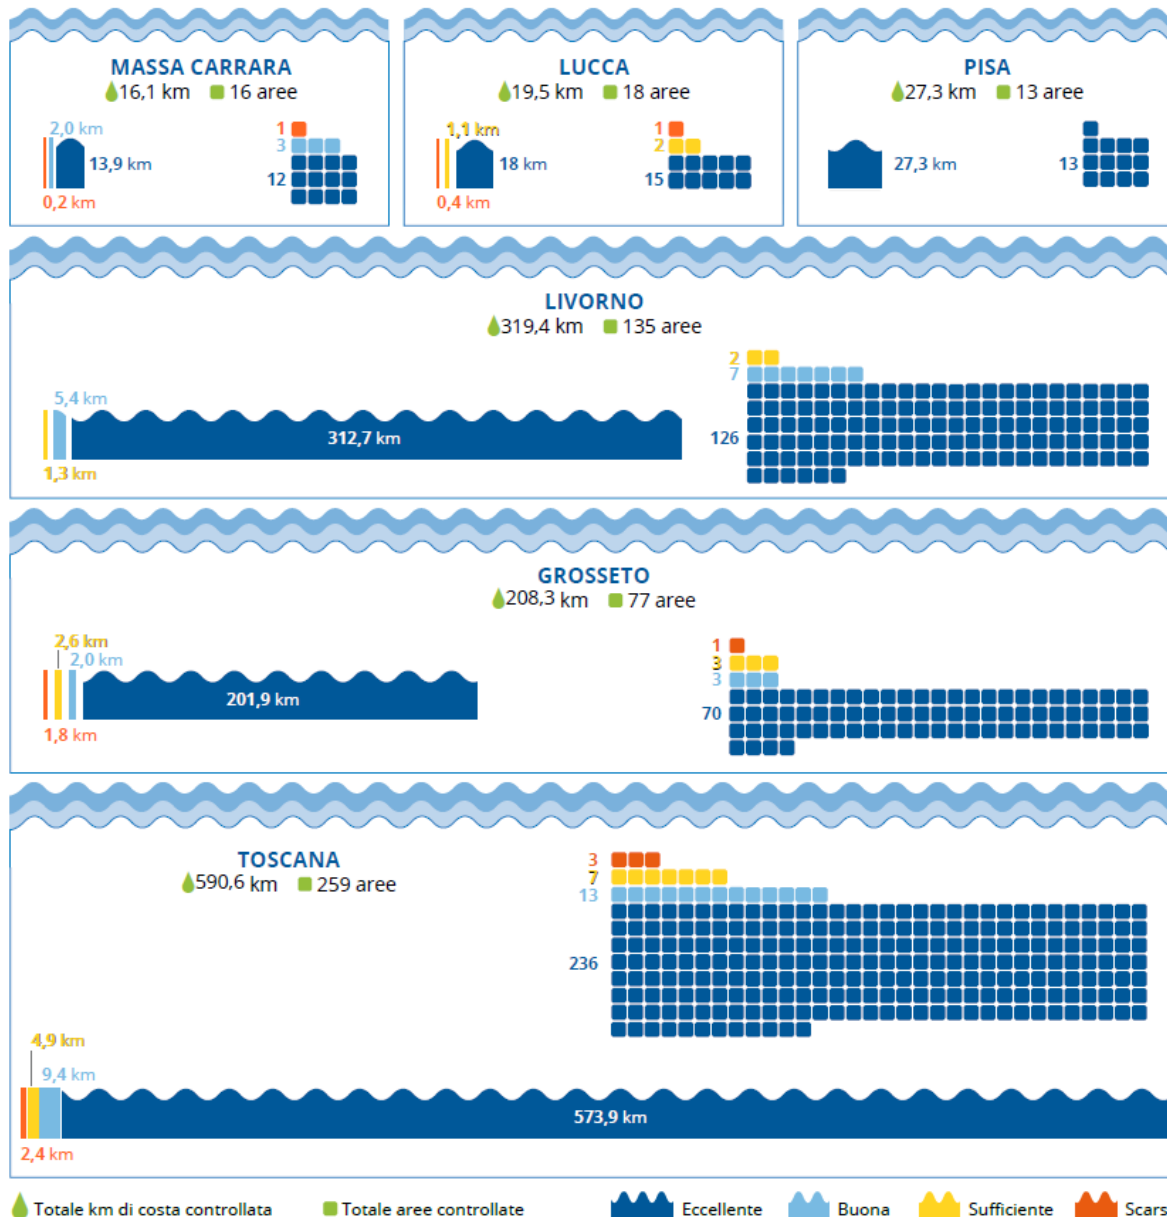 MASSA CARRARA
16,1 km 16 aree
2,0 km
13,9 km
0,2 km
1
3
12
LUCCA
19,5 km 18 aree
1,1 km
18 km
0,4 km
1
2
15
PISA
27,3 km 13 aree
27,3 km
13
LIVORNO
319,4 km 135 aree
5,4 km
312,7 km
1,3 km
2
7
126
GROSSETO
208,3 km 77 aree
2,6 km
2,0 km
201,9 km
1,8 km
1
3
3
70
TOSCANA
590,6 km 259 aree
3
7
13
236
4,9 km
9,4 km
573,9 km
2,4 km
Totale km di costa controllata Totale aree controllate Eccellente Buona Sufficiente Scars